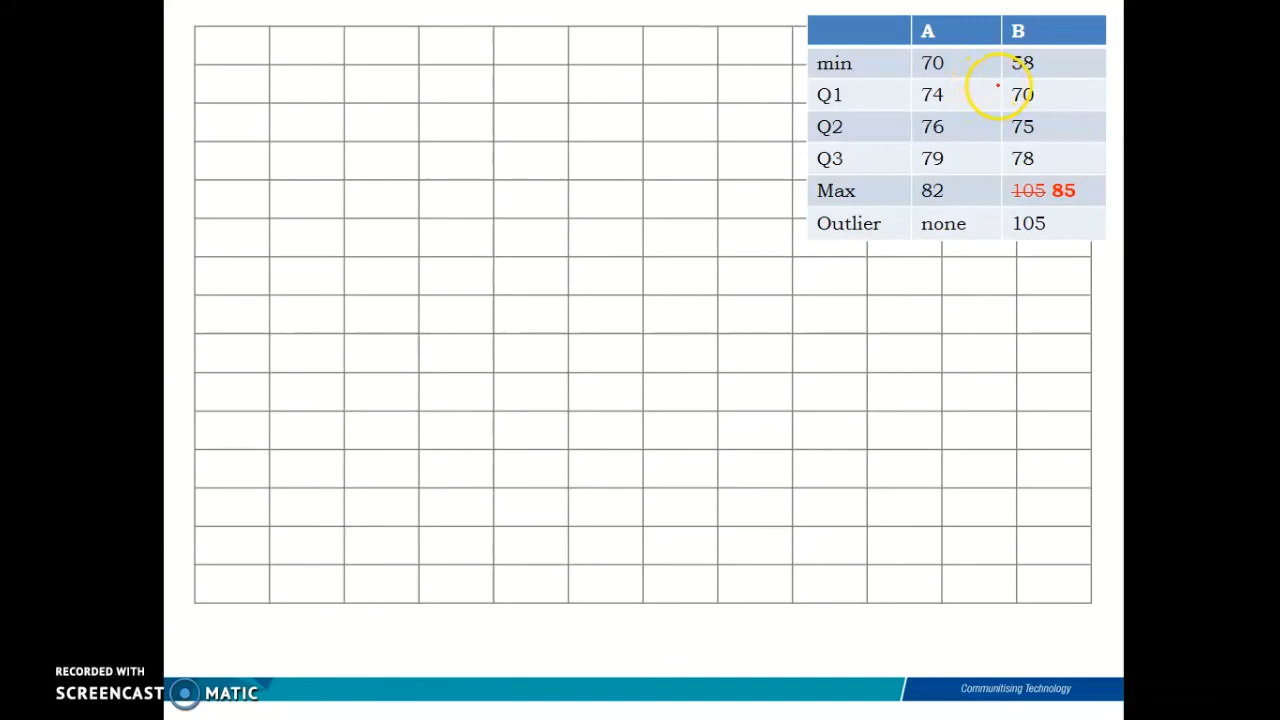 A B
min 70 58
Q1 74 70
Q2 76 75
Q3 79 78
Max 82 105 85
Outlier none 105
RECORDED WITH
SCREENCAST MATIC
Communitising Technology